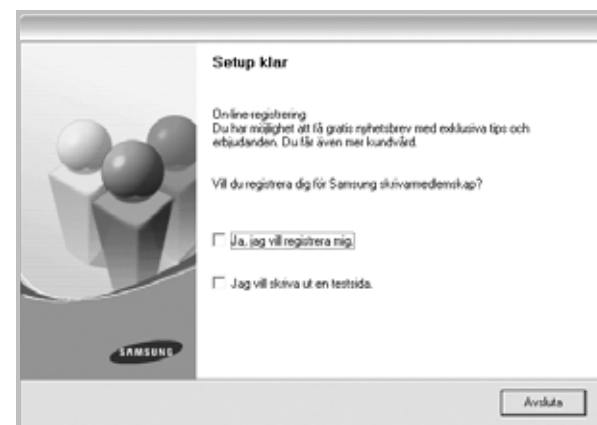 Setup klar
On-line-registrering
Du har möjlighet att få gratis nyhetsbrev med exklusiva tips och
erbjudanden. Du får även mer kundvård.
Vill du registrera dig för Samsung skrivarmedlemskap?
Ja, jag vill registrera mig.
Jag vill skriva ut en testsida.
SAMSUNG
Avsluta